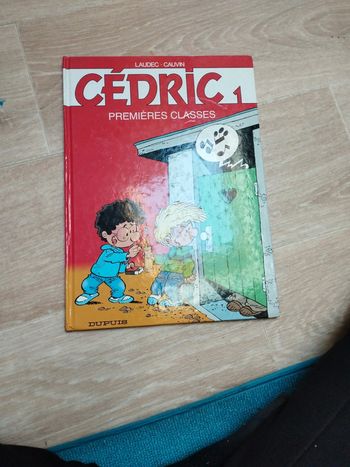 LAUDEC - CAUVIN
CÉDRIC 1
PREMIÈRES CLASSES
DUPUIS